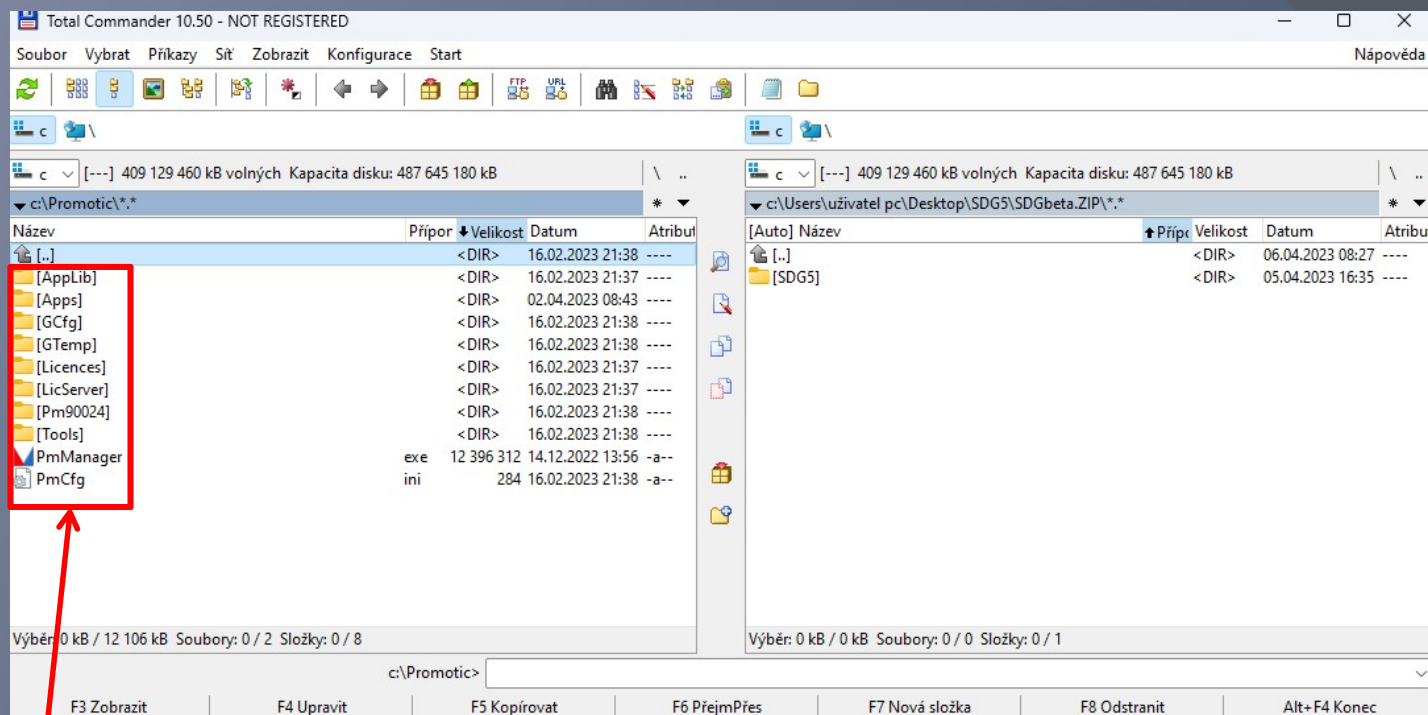 Total Commander 10.50 - NOT REGISTERED
Soubor Vybrat Příkazy Síť Zobrazit Konfigurace Start Nápověda
FTP URL
c \ c \
c [---] 409 129 460 kB volných Kapacita disku: 487 645 180 kB \ .. c [---] 409 129 460 kB volných Kapacita disku: 487 645 180 kB \ ..
c:\Promotic\*.* * c:\Users\uživatel pc\Desktop\SDG5\SDGbeta.ZIP\*.* *
Název Přípor Velikost Datum Atribut [Auto] Název Přípo Velikost Datum Atribu
[..] <DIR> 16.02.2023 21:38 ---- [..] <DIR> 06.04.2023 08:27 ----
[AppLib] <DIR> 16.02.2023 21:37 ---- [SDG5] <DIR> 05.04.2023 16:35 ----
[Apps] <DIR> 02.04.2023 08:43 ----
[GCfg] <DIR> 16.02.2023 21:38 ----
[GTemp] <DIR> 16.02.2023 21:38 ----
[Licences] <DIR> 16.02.2023 21:37 ----
[LicServer] <DIR> 16.02.2023 21:37 ----
[Pm90024] <DIR> 16.02.2023 21:38 ----
[Tools] <DIR> 16.02.2023 21:38 ----
PmManager exe 12 396 312 14.12.2022 13:56 -a--
PmCfg ini 284 16.02.2023 21:38 -a--
Výběr: 0 kB / 12 106 kB Soubory: 0 / 2 Složky: 0 / 8 Výběr: 0 kB / 0 kB Soubory: 0 / 0 Složky: 0 / 1
c:\Promotic>
F3 Zobrazit F4 Upravit F5 Kopírovat F6 PřejmPřes F7 Nová složka F8 Odstranit Alt+F4 Konec